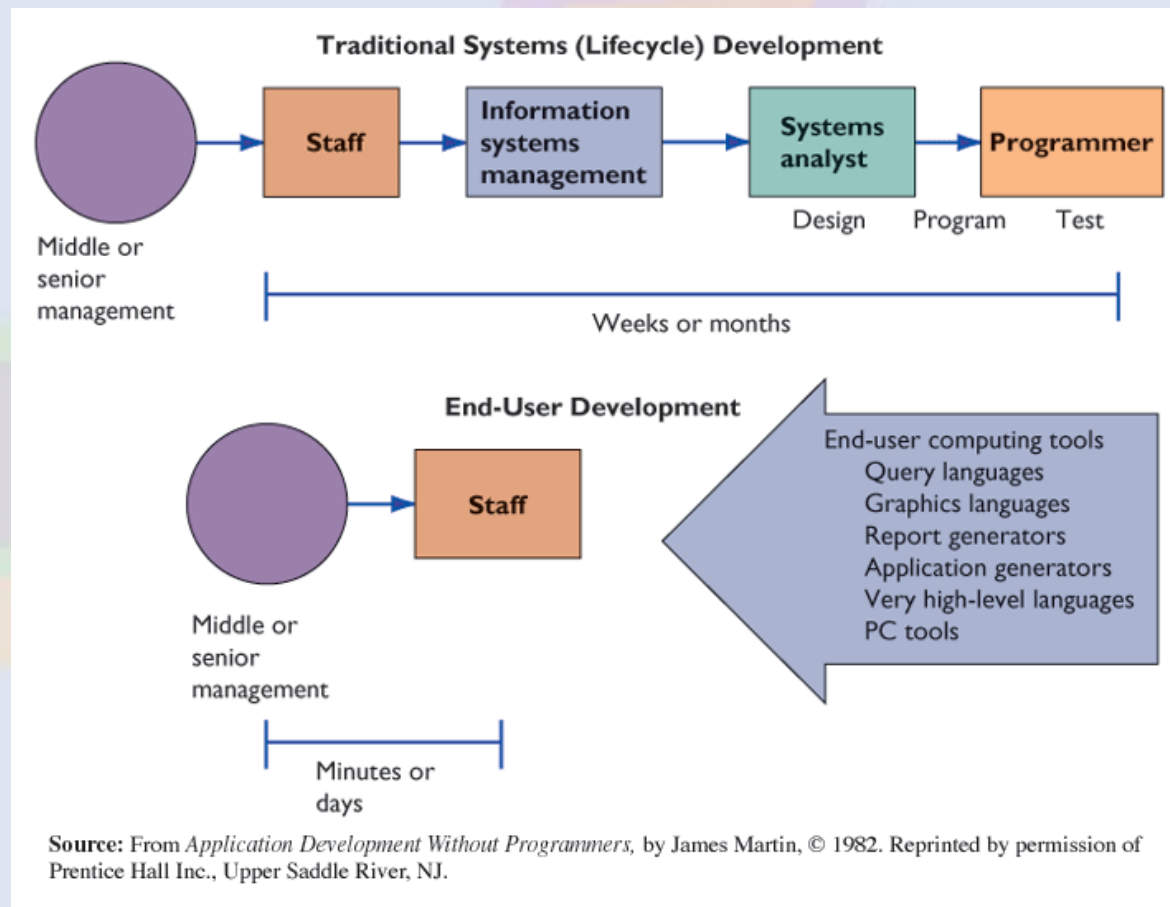 Traditional Systems (Lifecycle) Development
Middle or
senior
management
Staff
Information
systems
management
Systems
analyst
Programmer
Design Program Test
Weeks or months
End-User Development
Middle or
senior
management
Staff
End-user computing tools
Query languages
Graphics languages
Report generators
Application generators
Very high-level languages
PC tools
Minutes or
days
Source: From Application Development Without Programmers, by James Martin, © 1982. Reprinted by permission of
Prentice Hall Inc., Upper Saddle River, NJ.